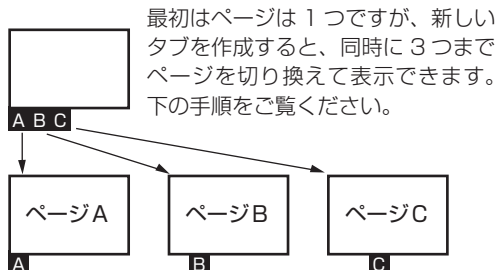 最初はページは1つですが、新しい
タブを作成すると、同時に3つまで
ページを切り換えて表示できます。
下の手順をご覧ください。
A B C
ページA
ページB
ページC
A
B
C